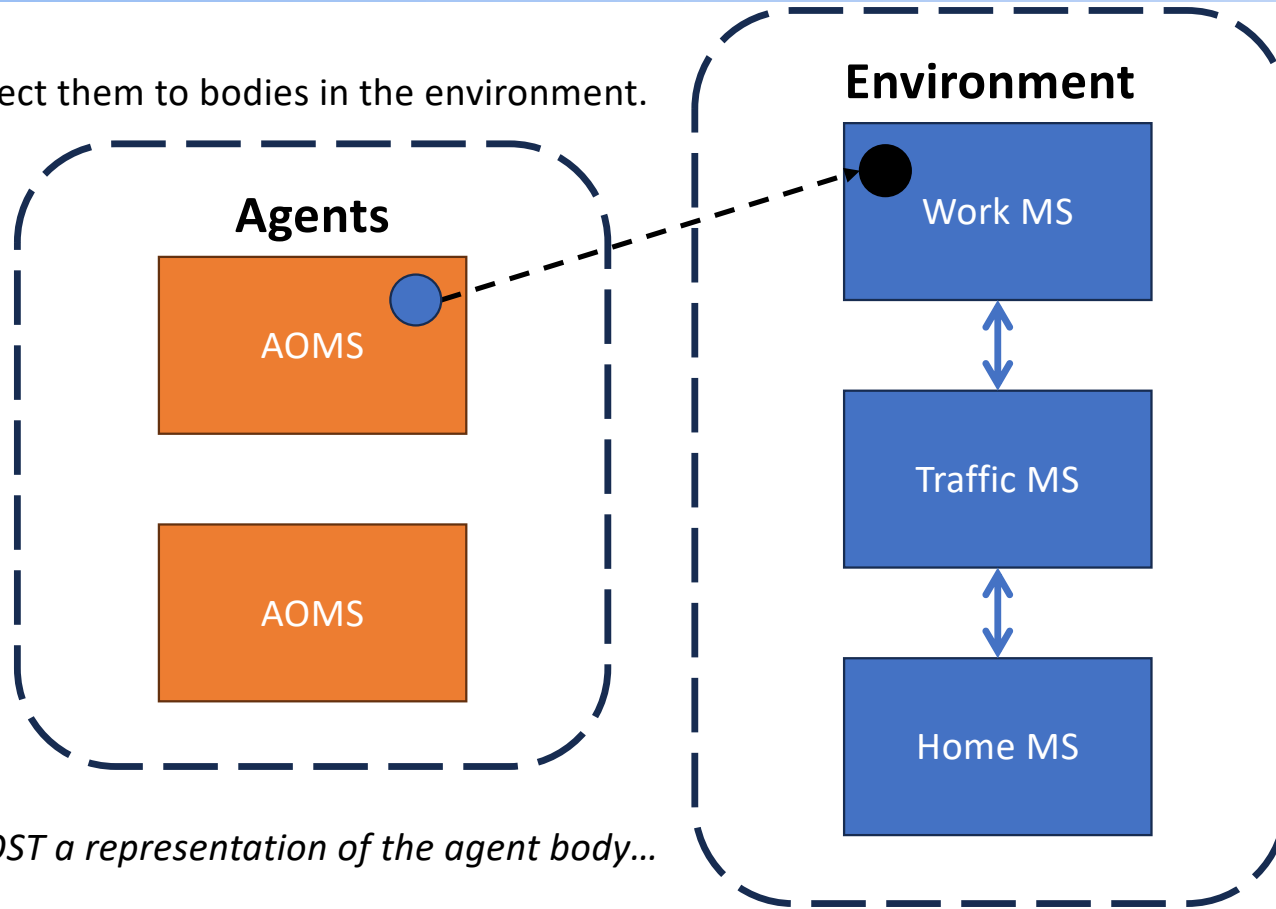 ect them to bodies in the environment.
Agents
AOMS
AOMS
OST a representation of the agent body…
Environment
Work MS
Traffic MS
Home MS